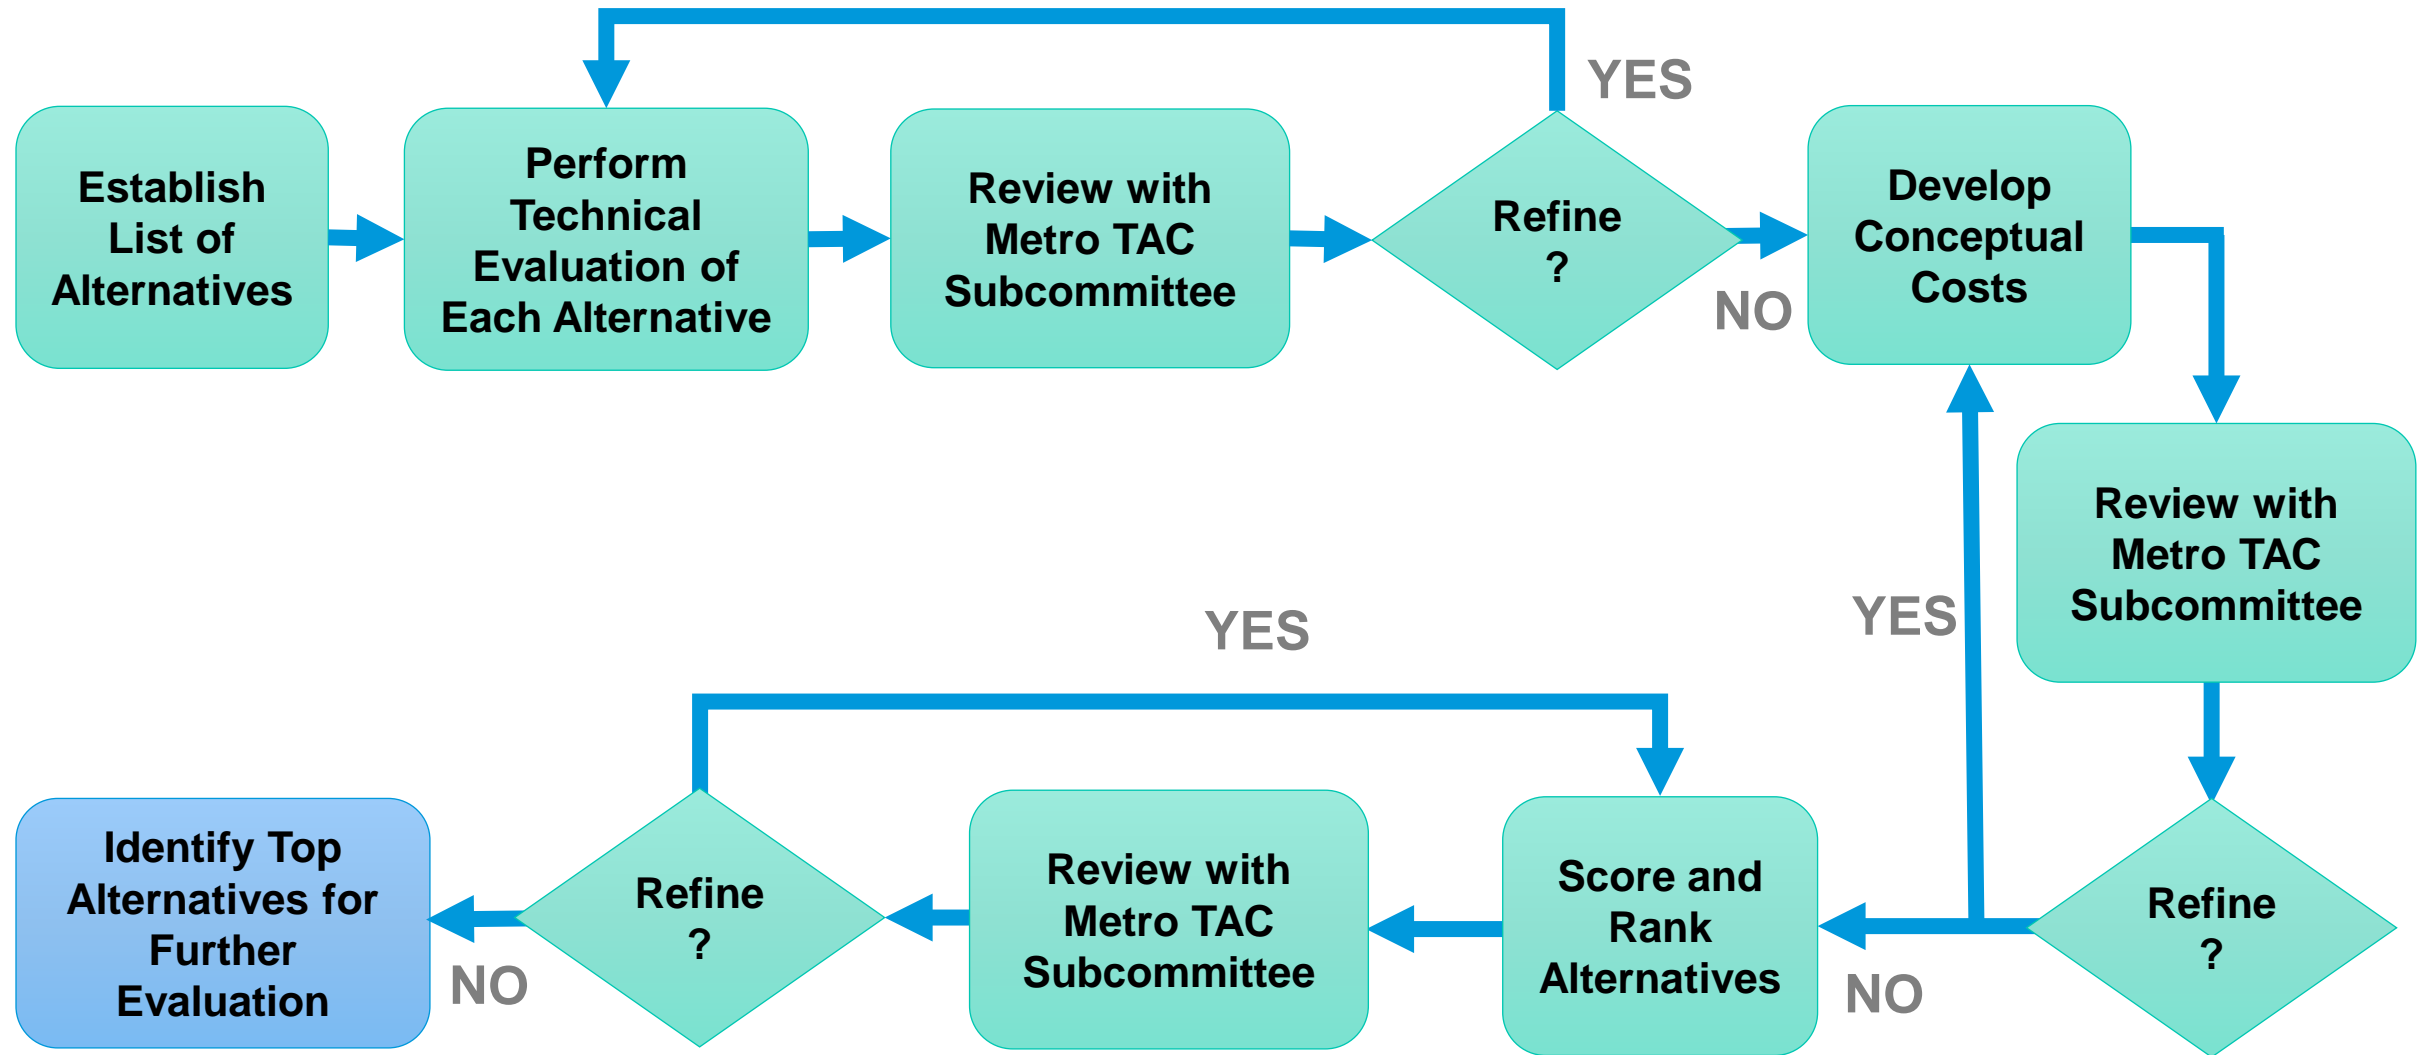 Establish
List of
Alternatives
Perform
Technical
Evaluation of
Each Alternative
Review with
Metro TAC
Subcommittee
Refine
?
YES
NO
Develop
Conceptual
Costs
Review with
Metro TAC
Subcommittee
Refine
?
YES
NO
Score and
Rank
Alternatives
Review with
Metro TAC
Subcommittee
Refine
?
YES
NO
Identify Top
Alternatives for
Further
Evaluation